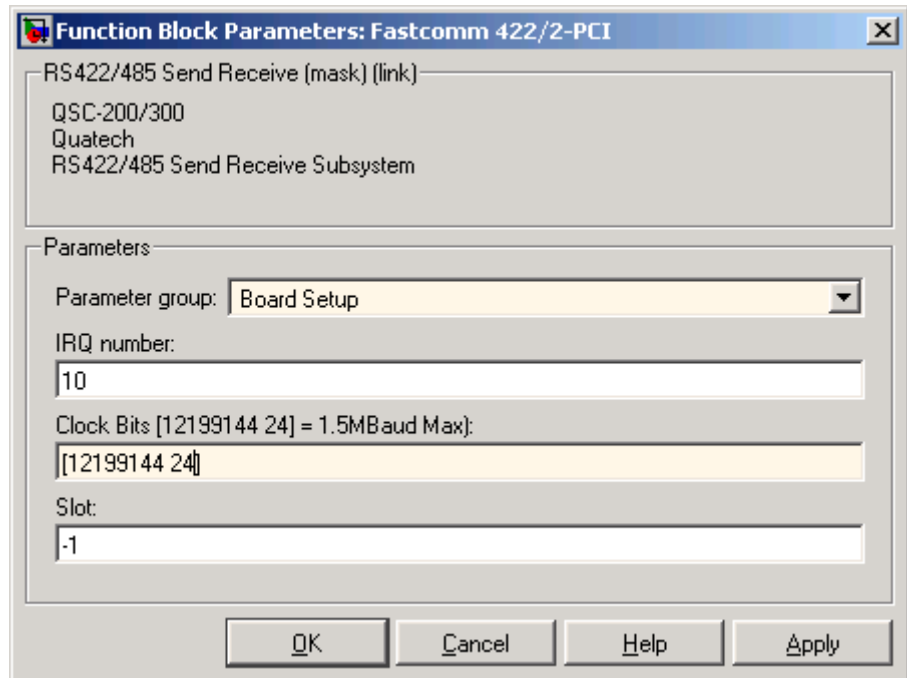 Function Block Parameters: Fastcomm 422/2-PCI
RS422/485 Send Receive (mask) (link)
QSC-200/300
Quatech
RS422/485 Send Receive Subsystem
Parameters
Parameter group: Board Setup
IRQ number:
10
Clock Bits [12199144 24] = 1.5MBaud Max):
[12199144 24]
Slot:
-1
OK Cancel Help Apply